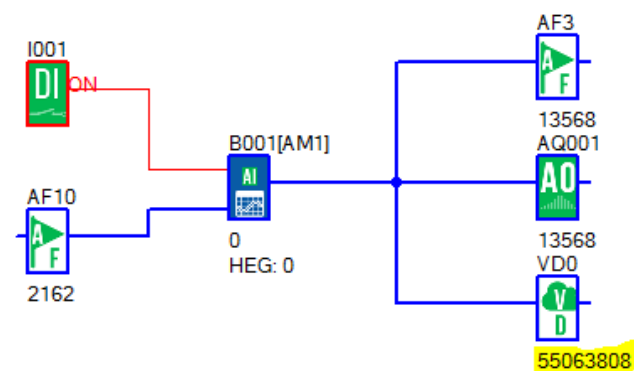 I001
DI ON
AF10
A F
2162
B001[AM1]
AI
0
HEG: 0
AF3
A F
13568
AQ001
AO
13568
VD0
V
D
55063808